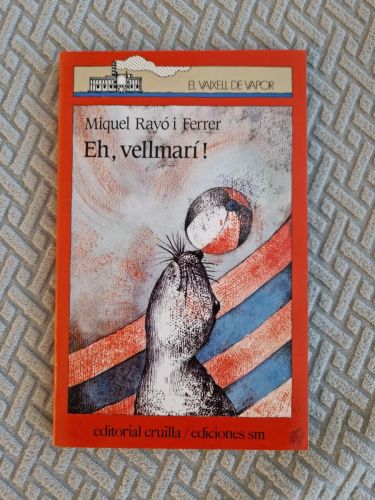 EL VAIXELL DE VAPOR
Miquel Rayó i Ferrer
Eh, vellmarí!
editorial cruïlla / ediciones sm